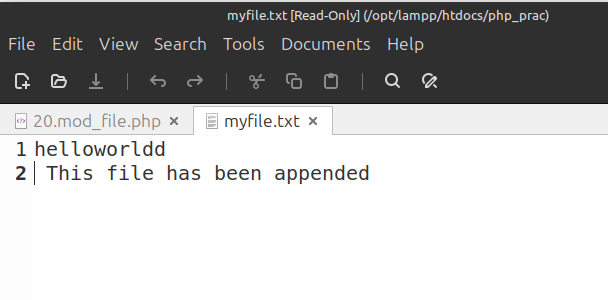 myfile.txt [Read-Only] (/opt/lampp/htdocs/php_prac)
File Edit View Search Tools Documents Help
20.mod_file.php × myfile.txt ×
1 helloworldd
2 This file has been appended